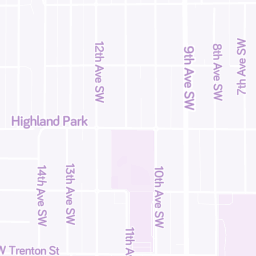 12th Ave SW
9th Ave SW
8th Ave SW
7th Ave SW
Highland Park
14th Ave SW
13th Ave SW
10th Ave SW
11th A
W Trenton St